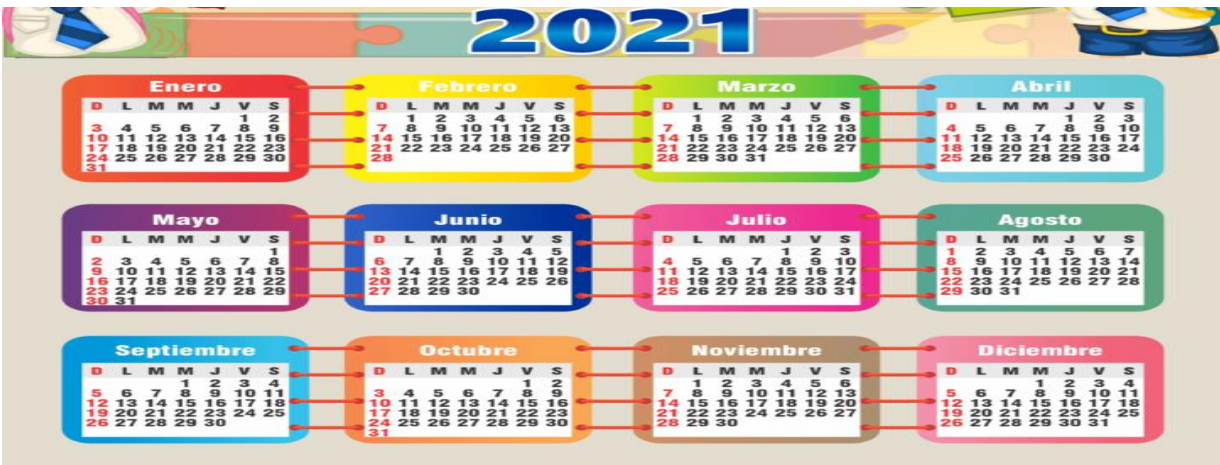 2021
Enero
D L M M J V S
1 2
3 4 5 6 7 8 9
10 11 12 13 14 15 16
17 18 19 20 21 22 23
24 25 26 27 28 29 30
31
Febrero
D L M M J V S
1 2 3 4 5 6
7 8 9 10 11 12 13
14 15 16 17 18 19 20
21 22 23 24 25 26 27
28
Marzo
D L M M J V S
1 2 3 4 5 6
7 8 9 10 11 12 13
14 15 16 17 18 19 20
21 22 23 24 25 26 27
28 29 30 31
Abril
D L M M J V S
1 2 3
4 5 6 7 8 9 10
11 12 13 14 15 16 17
18 19 20 21 22 23 24
25 26 27 28 29 30
Mayo
D L M M J V S
1
2 3 4 5 6 7 8
9 10 11 12 13 14 15
16 17 18 19 20 21 22
23 24 25 26 27 28 29
30 31
Junio
D L M M J V S
1 2 3 4 5
6 7 8 9 10 11 12
13 14 15 16 17 18 19
20 21 22 23 24 25 26
27 28 29 30
Julio
D L M M J V S
1 2 3
4 5 6 7 8 9 10
11 12 13 14 15 16 17
18 19 20 21 22 23 24
25 26 27 28 29 30 31
Agosto
D L M M J V S
1 2 3 4 5 6 7
8 9 10 11 12 13 14
15 16 17 18 19 20 21
22 23 24 25 26 27 28
29 30 31
Septiembre
D L M M J V S
1 2 3 4
5 6 7 8 9 10 11
12 13 14 15 16 17 18
19 20 21 22 23 24 25
26 27 28 29 30
Octubre
D L M M J V S
1 2
3 4 5 6 7 8 9
10 11 12 13 14 15 16
17 18 19 20 21 22 23
24 25 26 27 28 29 30
31
Noviembre
D L M M J V S
1 2 3 4 5 6
7 8 9 10 11 12 13
14 15 16 17 18 19 20
21 22 23 24 25 26 27
28 29 30
Diciembre
D L M M J V S
1 2 3 4
5 6 7 8 9 10 11
12 13 14 15 16 17 18
19 20 21 22 23 24 25
26 27 28 29 30 31